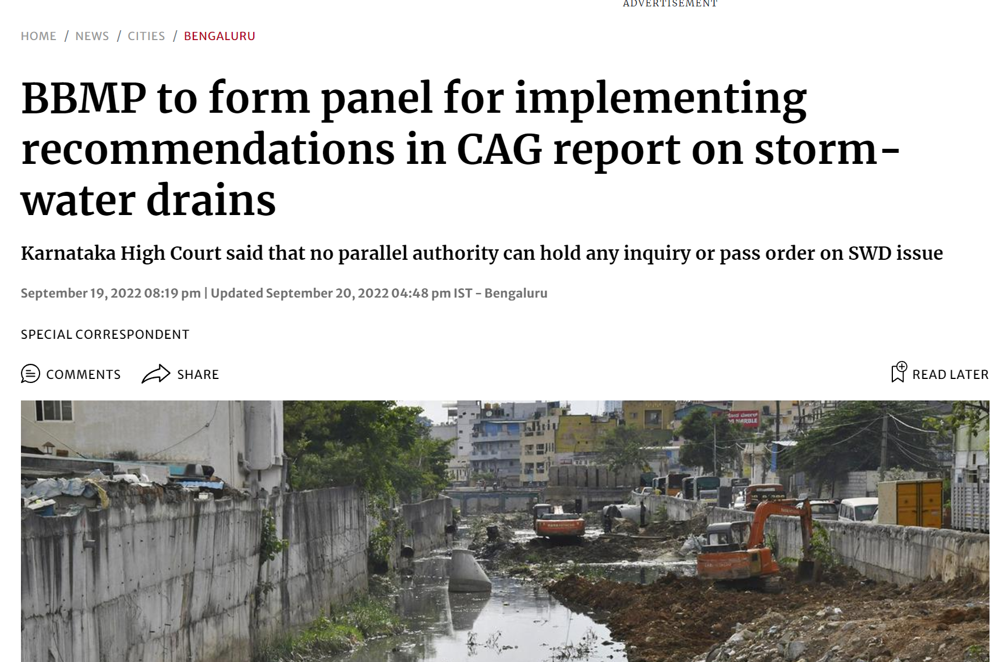 ADVERTISEMENT
HOME / NEWS / CITIES / BENGALURU
BBMP to form panel for implementing
recommendations in CAG report on storm-
water drains
Karnataka High Court said that no parallel authority can hold any inquiry or pass order on SWD issue
September 19, 2022 08:19 pm | Updated September 20, 2022 04:48 pm IST - Bengaluru
SPECIAL CORRESPONDENT
COMMENTS SHARE READ LATER
MARBLE